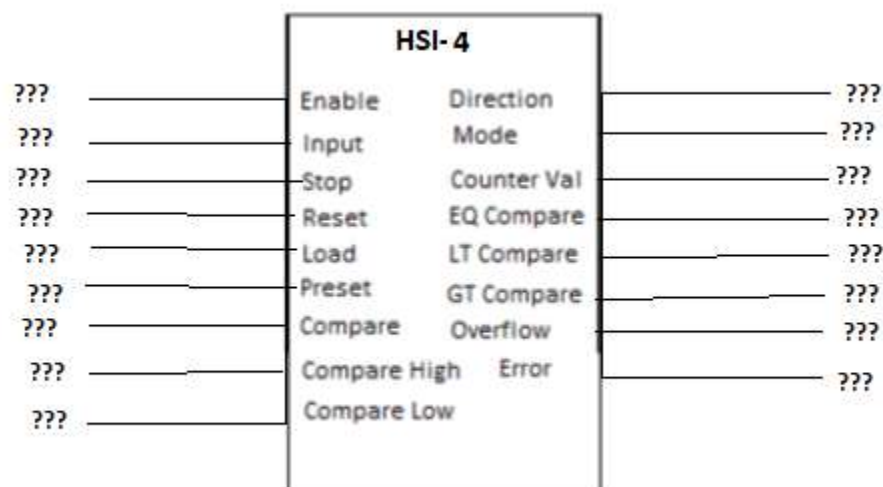 HSI-4
??? Enable Direction ???
??? Input Mode ???
??? Stop Counter Val ???
??? Reset EQ Compare ???
??? Load LT Compare ???
??? Preset GT Compare ???
??? Compare Overflow ???
??? Compare High Error ???
??? Compare Low